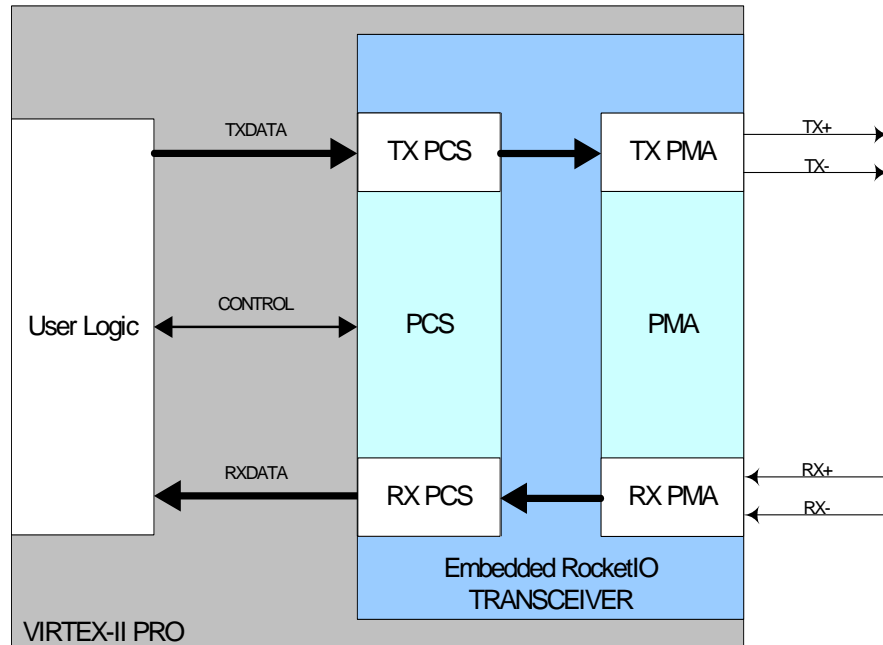 TXDATA
TX PCS
TX PMA
TX+
TX-
User Logic
CONTROL
PCS
PMA
RXDATA
RX PCS
RX PMA
RX+
RX-
Embedded RocketIO
TRANSCEIVER
VIRTEX-II PRO